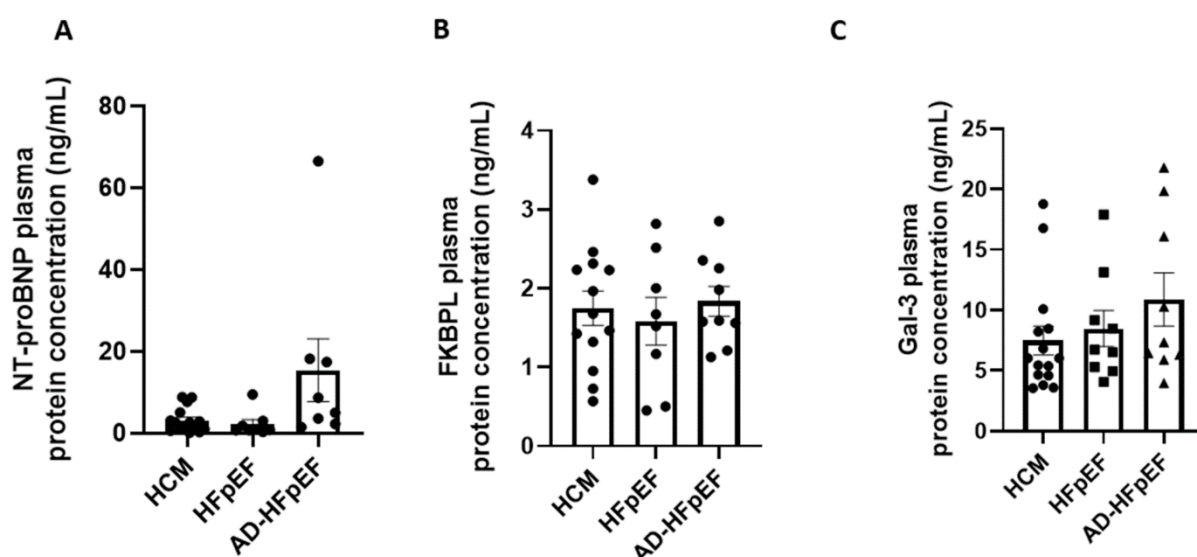 A
NT-proBNP plasma
protein concentration (ng/mL)
80
60
40
20
0
HCM
HFpEF
AD-HFpEF
B
FKBPL plasma
protein concentration (ng/mL)
4
3
2
1
0
HCM
HFpEF
AD-HFpEF
C
Gal-3 plasma
protein concentration (ng/mL)
25
20
15
10
5
0
HCM
HFpEF
AD-HFpEF